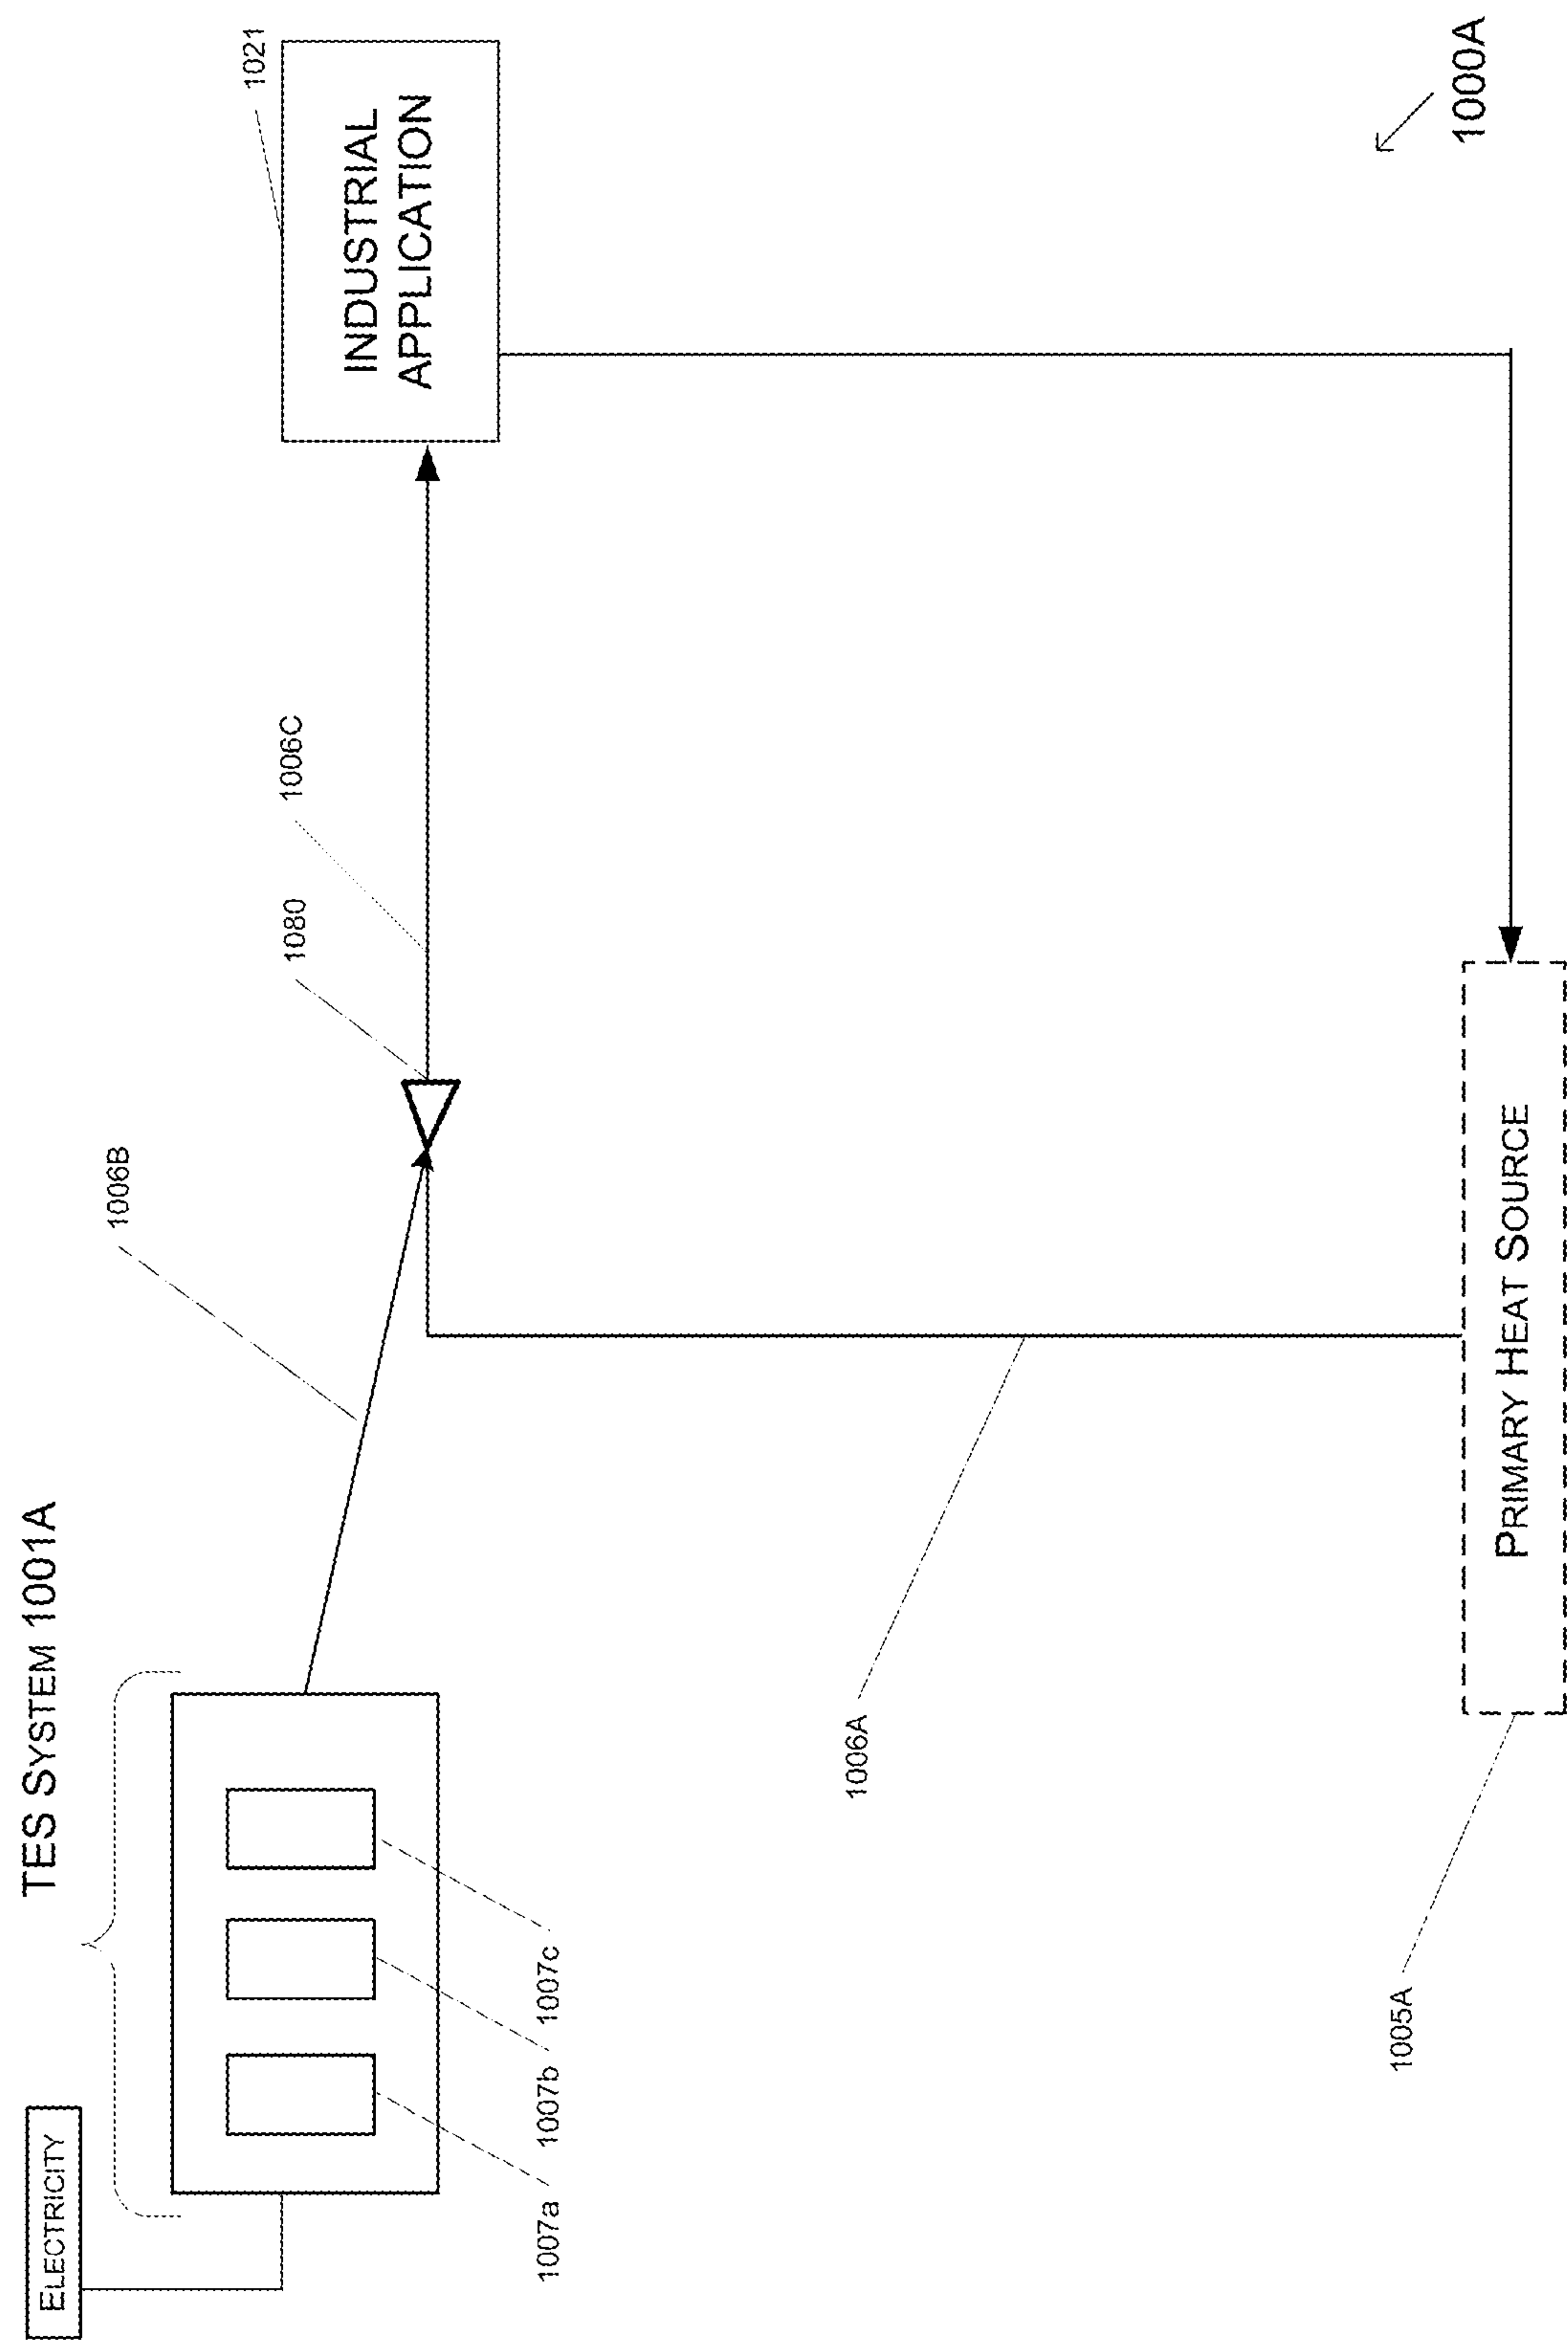 ELECTRICITY
TES SYSTEM 1001A
1007a
1007b
1007c
1006B
1080
1006C
1021
INDUSTRIAL
APPLICATION
1006A
1005A
PRIMARY HEAT SOURCE
1000A